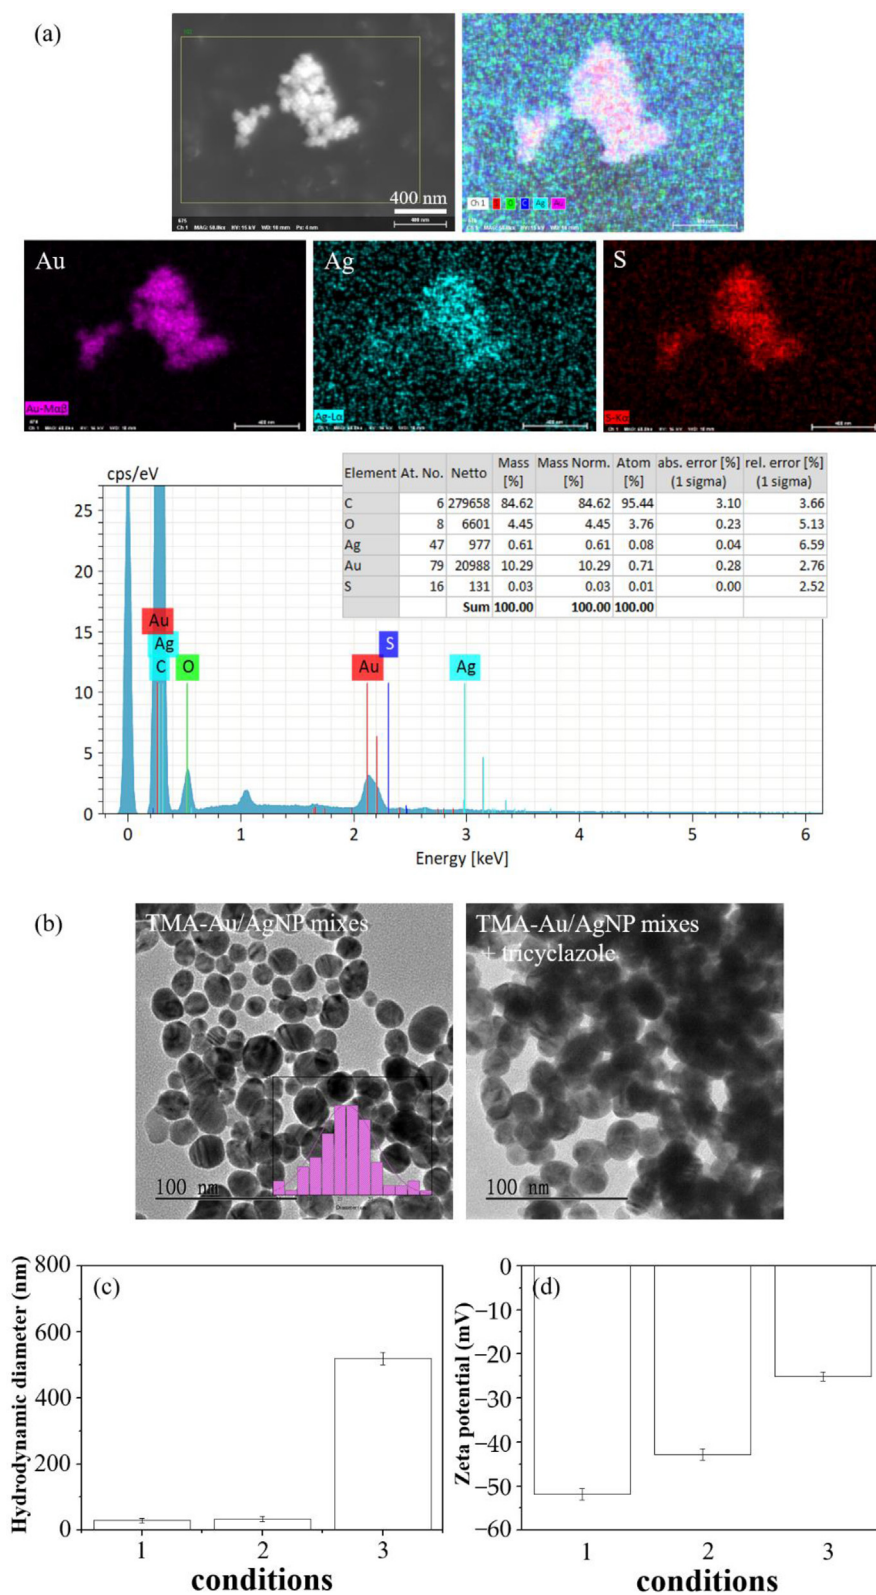 (a)
400 nm
Ch 1 O C Ag Au
Au Ag S
Au-Mαβ Ag-Lα S-Kα
cps/eV
Element At. No. Netto Mass [%] Mass Norm. [%] Atom [%] abs. error [%] (1 sigma) rel. error [%] (1 sigma)
C 6 279658 84.62 84.62 95.44 3.10 3.66
O 8 6601 4.45 4.45 3.76 0.23 5.13
Ag 47 977 0.61 0.61 0.08 0.04 6.59
Au 79 20988 10.29 10.29 0.71 0.28 2.76
S 16 131 0.03 0.03 0.01 0.00 2.52
Sum 100.00 100.00 100.00
25
20
15
10
5
0
Au
Ag S
C O Au Ag
0 1 2 3 4 5 6
Energy [keV]
(b)
TMA-Au/AgNP mixes
100 nm
TMA-Au/AgNP mixes
+ tricyclazole
100 nm
(c)
Hydrodynamic diameter (nm)
800
600
400
200
0
1 2 3
conditions
(d)
Zeta potential (mV)
0
−10
−20
−30
−40
−50
−60
1 2 3
conditions